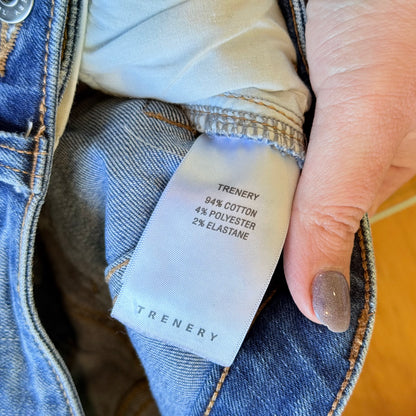 TRENERY
94% COTTON
4% POLYESTER
2% ELASTANE
TRENERY